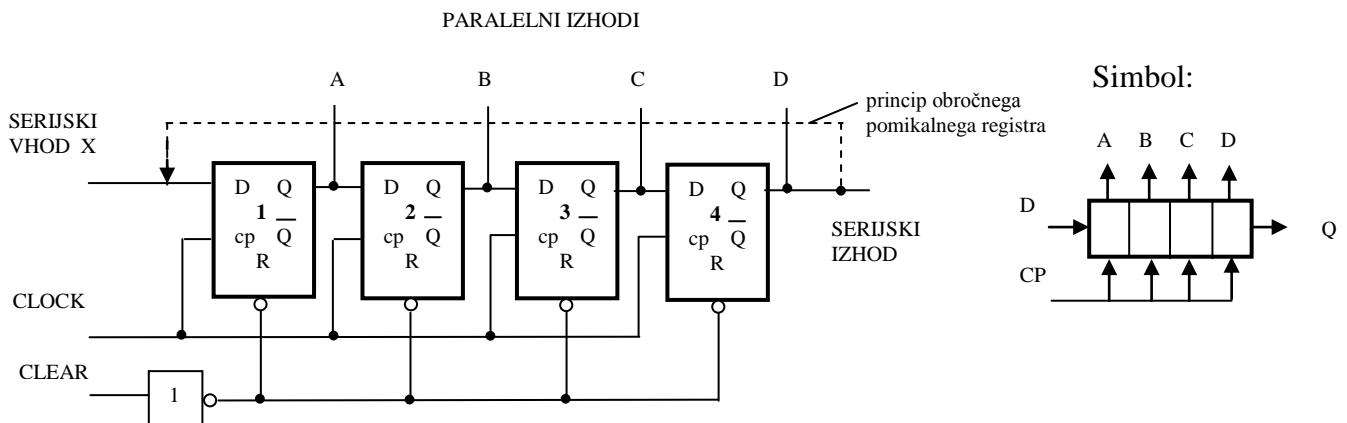 PARALELNI IZHODI
A B C D
Simbol:
princip obročnega
pomikalnega registra
SERIJSKI
VHOD X
A B C D
D Q D Q D Q D Q
1 2 3 4
cp Q cp Q cp Q cp Q
R R R R
SERIJSKI
IZHOD
D
Q
CP
CLOCK
CLEAR
1